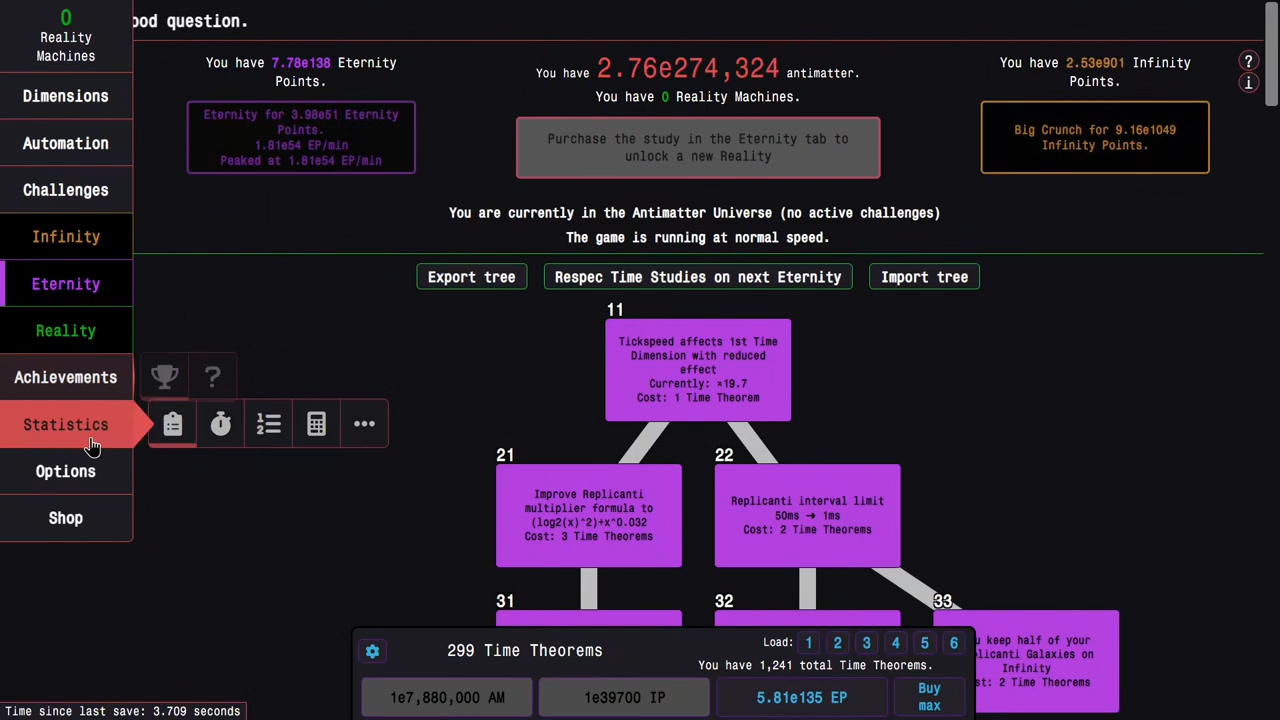 0
Reality
Machines
ood question.
Dimensions
Automation
Challenges
Infinity
Eternity
Reality
Achievements
Statistics
Options
Shop
You have 7.78e138 Eternity
Points.
Eternity for 3.98e51 Eternity
Points.
1.81e54 EP/min
Peaked at 1.81e54 EP/min
You have 2.76e274,324 antimatter.
You have 0 Reality Machines.
Purchase the study in the Eternity tab to
unlock a new Reality
You have 2.53e901 Infinity
Points.
Big Crunch for 9.16e1049
Infinity Points.
?
i
You are currently in the Antimatter Universe (no active challenges)
The game is running at normal speed.
Export tree
Respec Time Studies on next Eternity
Import tree
?
11
Tickspeed affects 1st Time
Dimension with reduced
effect
Currently: ×19.7
Cost: 1 Time Theorem
21
Improve Replicanti
multiplier formula to
(log2(x)^2)+x^0.032
Cost: 3 Time Theorems
22
Replicanti interval limit
50ms → 1ms
Cost: 2 Time Theorems
31
32
33
u keep half of your
plicanti Galaxies on
Infinity
st: 2 Time Theorems
299 Time Theorems
Load: 1 2 3 4 5 6
You have 1,241 total Time Theorems.
1e7,880,000 AM
1e39700 IP
5.81e135 EP
Buy
max
Time since last save: 3.709 seconds